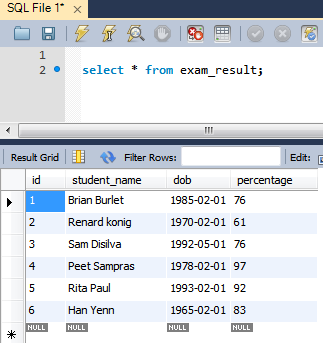 SQL File 1*
1
2 select * from exam_result;
Result Grid Filter Rows: Edit:
id student_name dob percentage
1 Brian Burlet 1985-02-01 76
2 Renard konig 1970-02-01 61
3 Sam Disilva 1992-05-01 76
4 Peet Sampras 1978-02-01 97
5 Rita Paul 1993-02-01 92
6 Han Yenn 1965-02-01 83
NULL NULL NULL NULL